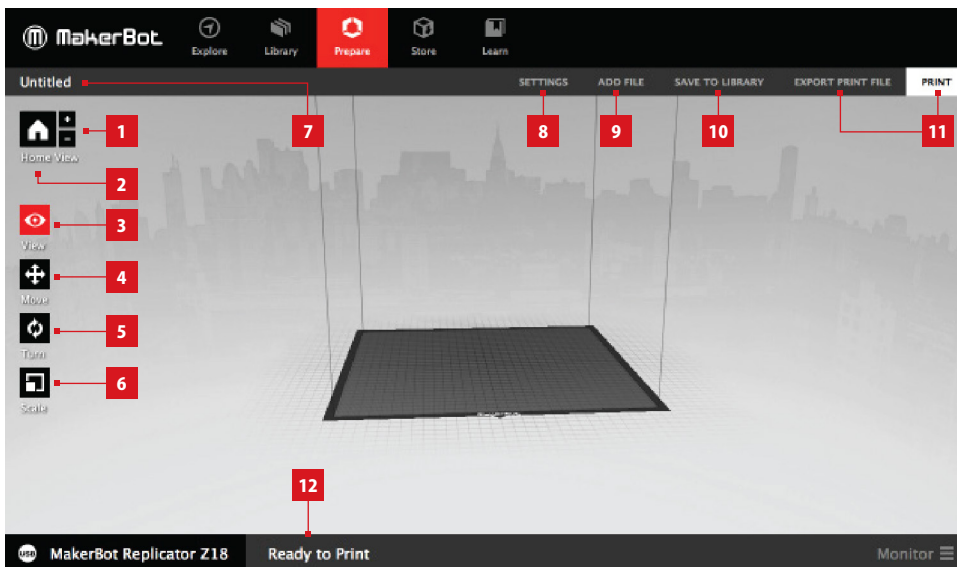 MakerBot
Explore
Library
Prepare
Store
Learn
Untitled
SETTINGS
ADD FILE
SAVE TO LIBRARY
EXPORT PRINT FILE
PRINT
1
7
8
9
10
11
Home View
2
3
View
4
Move
5
Turn
6
Scale
12
USB
MakerBot Replicator Z18
Ready to Print
Monitor